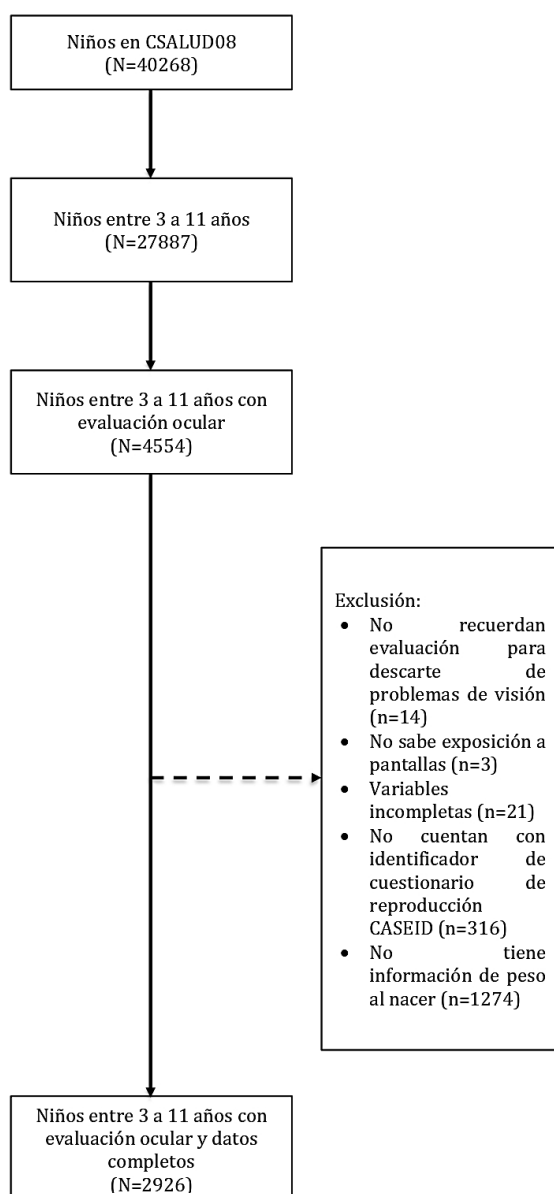 Niños en CSALUD08
(N=40268)
Niños entre 3 a 11 años
(N=27887)
Niños entre 3 a 11 años con
evaluación ocular
(N=4554)
Exclusión:
• No recuerdan
evaluación para
descarte de
problemas de visión
(n=14)
• No sabe exposición a
pantallas (n=3)
• Variables
incompletas (n=21)
• No cuentan con
identificador de
cuestionario de
reproducción
CASEID (n=316)
• No tiene
información de peso
al nacer (n=1274)
Niños entre 3 a 11 años con
evaluación ocular y datos
completos
(N=2926)